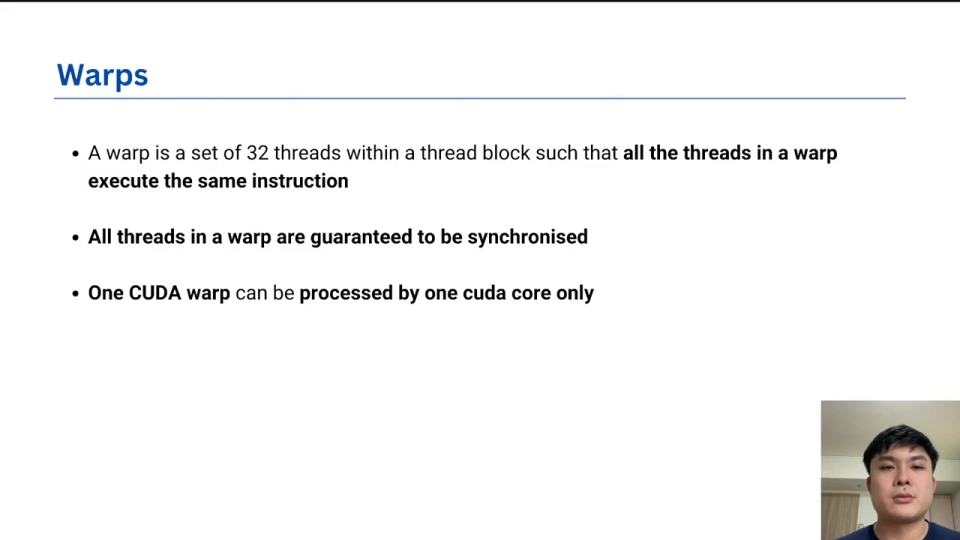 Warps
A warp is a set of 32 threads within a thread block such that all the threads in a warp
execute the same instruction
All threads in a warp are guaranteed to be synchronised
One CUDA warp can be processed by one cuda core only